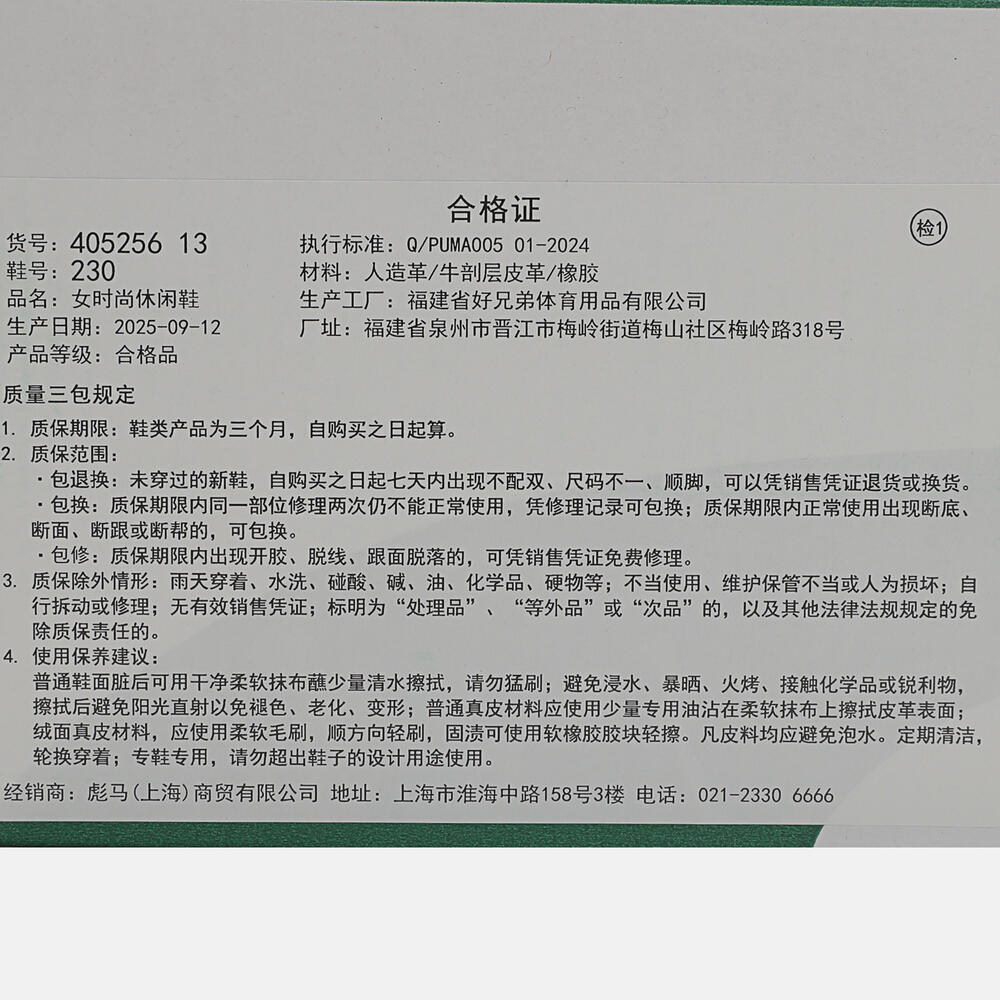 合格证
检1
货号：405256 13
执行标准：Q/PUMA005 01-2024
鞋号：230
材料：人造革/牛剖层皮革/橡胶
品名：女时尚休闲鞋
生产工厂：福建省好兄弟体育用品有限公司
生产日期：2025-09-12
厂址：福建省泉州市晋江市梅岭街道梅山社区梅岭路318号
产品等级：合格品
质量三包规定
1. 质保期限：鞋类产品为三个月，自购买之日起算。
2. 质保范围：
·包退换：未穿过的新鞋，自购买之日起七天内出现不配双、尺码不一、顺脚，可以凭销售凭证退货或换货。
·包换：质保期限内同一部位修理两次仍不能正常使用，凭修理记录可包换；质保期限内正常使用出现断底、
断面、断跟或断帮的，可包换。
·包修：质保期限内出现开胶、脱线、跟面脱落的，可凭销售凭证免费修理。
3. 质保除外情形：雨天穿着、水洗、碰酸、碱、油、化学品、硬物等；不当使用、维护保管不当或人为损坏；自
行拆动或修理；无有效销售凭证；标明为“处理品”、“等外品”或“次品”的，以及其他法律法规规定的免
除质保责任的。
4. 使用保养建议：
普通鞋面脏后可用干净柔软抹布蘸少量清水擦拭，请勿猛刷；避免浸水、暴晒、火烤、接触化学品或锐利物，
擦拭后避免阳光直射以免褪色、老化、变形；普通真皮材料应使用少量专用油沾在柔软抹布上擦拭皮革表面；
绒面真皮材料，应使用柔软毛刷，顺方向轻刷，固渍可使用软橡胶胶块轻擦。凡皮料均应避免泡水。定期清洁，
轮换穿着；专鞋专用，请勿超出鞋子的设计用途使用。
经销商：彪马(上海)商贸有限公司 地址：上海市淮海中路158号3楼 电话：021-2330 6666